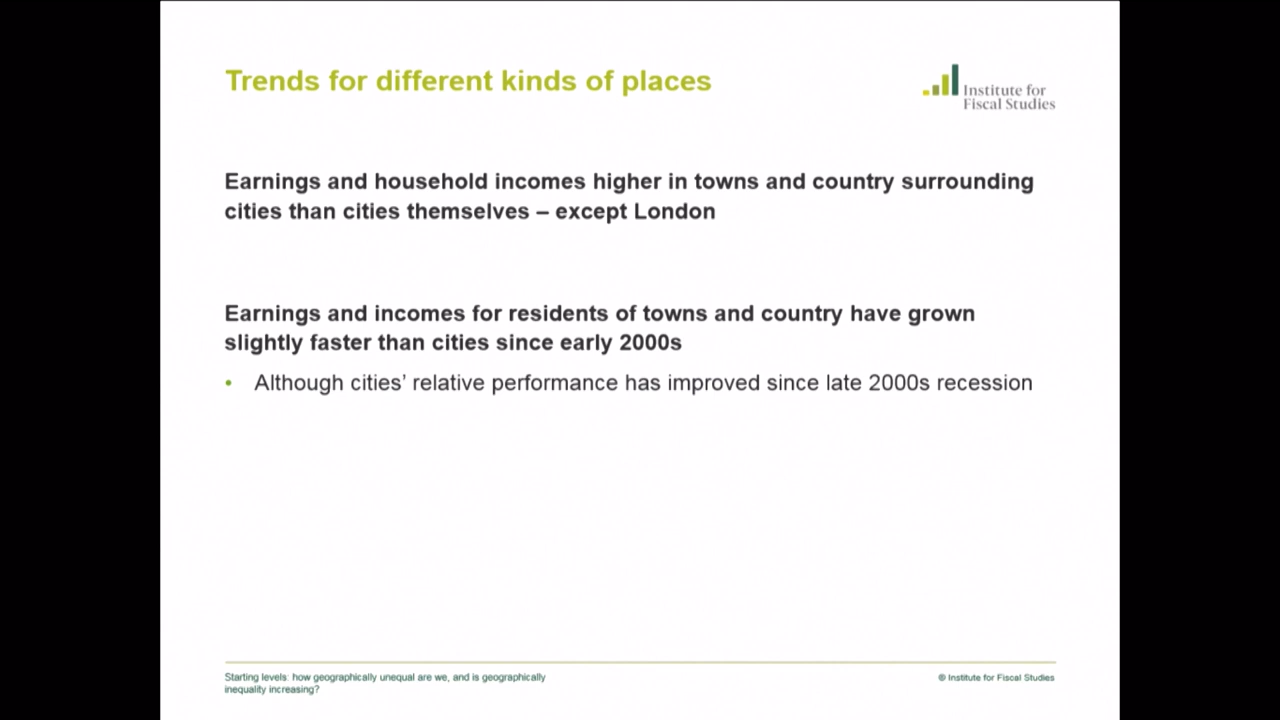 Trends for different kinds of places
Institute for
Fiscal Studies
Earnings and household incomes higher in towns and country surrounding
cities than cities themselves – except London
Earnings and incomes for residents of towns and country have grown
slightly faster than cities since early 2000s
• Although cities’ relative performance has improved since late 2000s recession
Starting levels: how geographically unequal are we, and is geographically
inequality increasing?
© Institute for Fiscal Studies